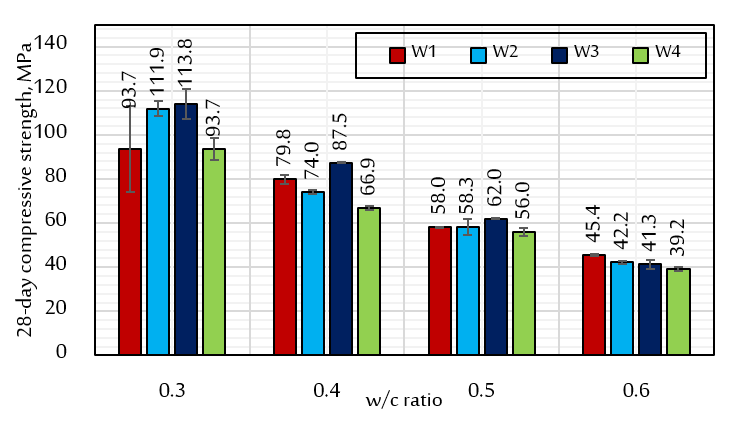 28-day compressive strength, MPa
140
120
100
80
60
40
20
0
W1 W2 W3 W4
93.7 111.9 113.8 93.7
79.8 74.0 87.5 66.9
58.0 58.3 62.0 56.0
45.4 42.2 41.3 39.2
0.3 0.4 0.5 0.6
w/c ratio